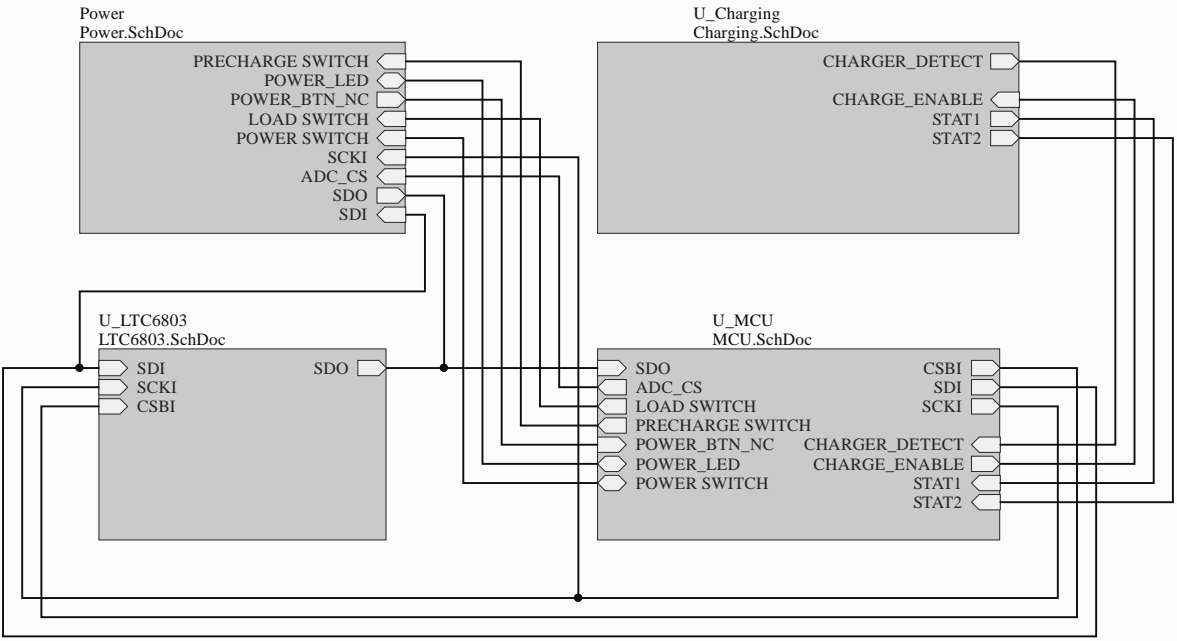 Power
Power.SchDoc
PRECHARGE SWITCH
POWER_LED
POWER_BTN_NC
LOAD SWITCH
POWER SWITCH
SCKI
ADC_CS
SDO
SDI
U_Charging
Charging.SchDoc
CHARGER_DETECT
CHARGE_ENABLE
STAT1
STAT2
U_LTC6803
LTC6803.SchDoc
SDI
SCKI
CSBI
SDO
U_MCU
MCU.SchDoc
SDO
ADC_CS
LOAD SWITCH
PRECHARGE SWITCH
POWER_BTN_NC
POWER_LED
POWER SWITCH
CSBI
SDI
SCKI
CHARGER_DETECT
CHARGE_ENABLE
STAT1
STAT2